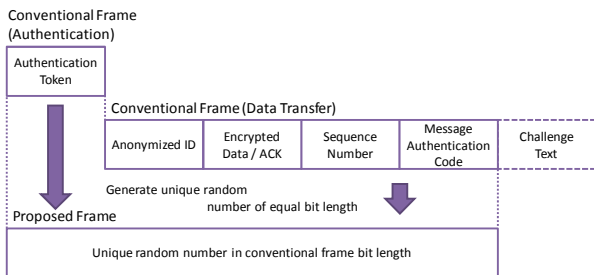 Conventional Frame
(Authentication)
Authentication
Token
Conventional Frame (Data Transfer)
Anonymized ID
Encrypted
Data / ACK
Sequence
Number
Message
Authentication
Code
Challenge
Text
Generate unique random
number of equal bit length
Proposed Frame
Unique random number in conventional frame bit length